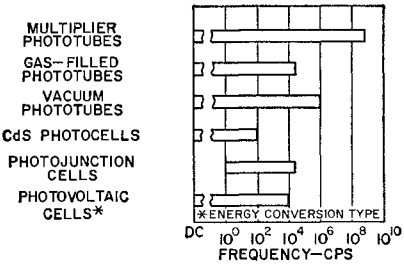 MULTIPLIER
PHOTOTUBES
GAS-FILLED
PHOTOTUBES
VACUUM
PHOTOTUBES
CdS PHOTOCELLS
PHOTOJUNCTION
CELLS
PHOTOVOLTAIC
CELLS*
*ENERGY CONVERSION TYPE
DC 10⁰ 10² 10⁴ 10⁶ 10⁸ 10¹⁰
FREQUENCY-CPS